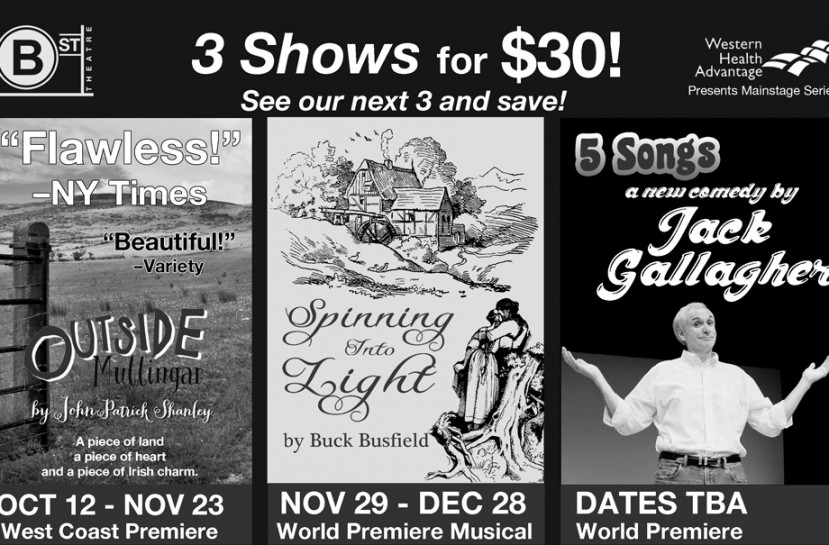 B
ST
THEATRE
3 Shows for $30!
See our next 3 and save!
Western
Health
Advantage
Presents Mainstage Serie
"Flawless!"
–NY Times
"Beautiful!"
–Variety
OUTSIDE
Mullingar
by John Patrick Shanley
A piece of land
a piece of heart
and a piece of Irish charm.
OCT 12 - NOV 23
West Coast Premiere
Spinning
Into
Light
by Buck Busfield
NOV 29 - DEC 28
World Premiere Musical
5 Songs
a new comedy by
Jack
Gallagher
DATES TBA
World Premiere